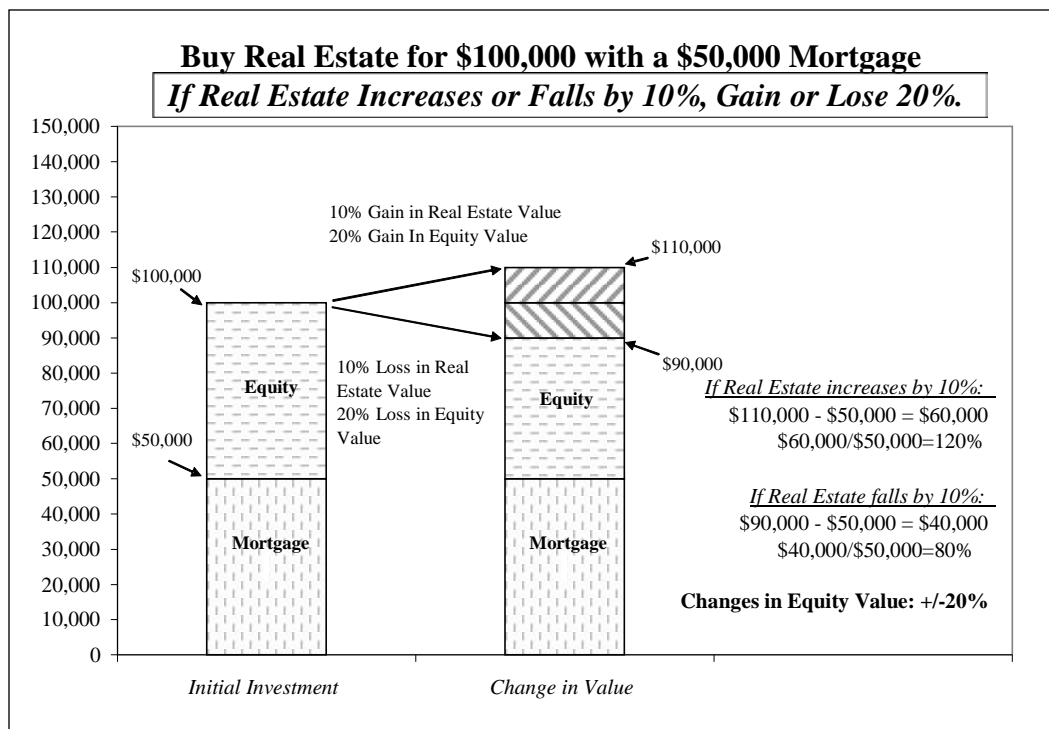 Buy Real Estate for $100,000 with a $50,000 Mortgage
If Real Estate Increases or Falls by 10%, Gain or Lose 20%.
150,000
140,000
130,000
120,000
110,000
100,000
90,000
80,000
70,000
60,000
50,000
40,000
30,000
20,000
10,000
0
$100,000
$50,000
Equity
Mortgage
10% Gain in Real Estate Value
20% Gain In Equity Value
10% Loss in Real
Estate Value
20% Loss in Equity
Value
$110,000
$90,000
Equity
Mortgage
If Real Estate increases by 10%:
$110,000 - $50,000 = $60,000
$60,000/$50,000=120%
If Real Estate falls by 10%:
$90,000 - $50,000 = $40,000
$40,000/$50,000=80%
Changes in Equity Value: +/-20%
Initial Investment
Change in Value